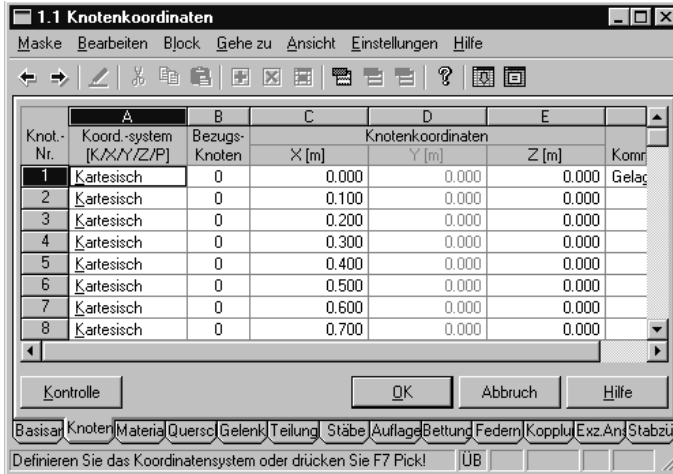 1.1 Knotenkoordinaten
Maske Bearbeiten Block Gehe zu Ansicht Einstellungen Hilfe
A B C D E
Knot.- Koord.-system Bezugs- Knotenkoordinaten
Nr. [K/X/Y/Z/P] Knoten X [m] Y [m] Z [m] Komr
1 Kartesisch 0 0.000 0.000 0.000 Gelag
2 Kartesisch 0 0.100 0.000 0.000
3 Kartesisch 0 0.200 0.000 0.000
4 Kartesisch 0 0.300 0.000 0.000
5 Kartesisch 0 0.400 0.000 0.000
6 Kartesisch 0 0.500 0.000 0.000
7 Kartesisch 0 0.600 0.000 0.000
8 Kartesisch 0 0.700 0.000 0.000
Kontrolle OK Abbruch Hilfe
Basisar Knoten Materia Quersc Gelenk Teilung Stäbe Auflage Bettung Federn Kopplu Exz.Ans Stabzü
Definieren Sie das Koordinatensystem oder drücken Sie F7 Pick! ÜB